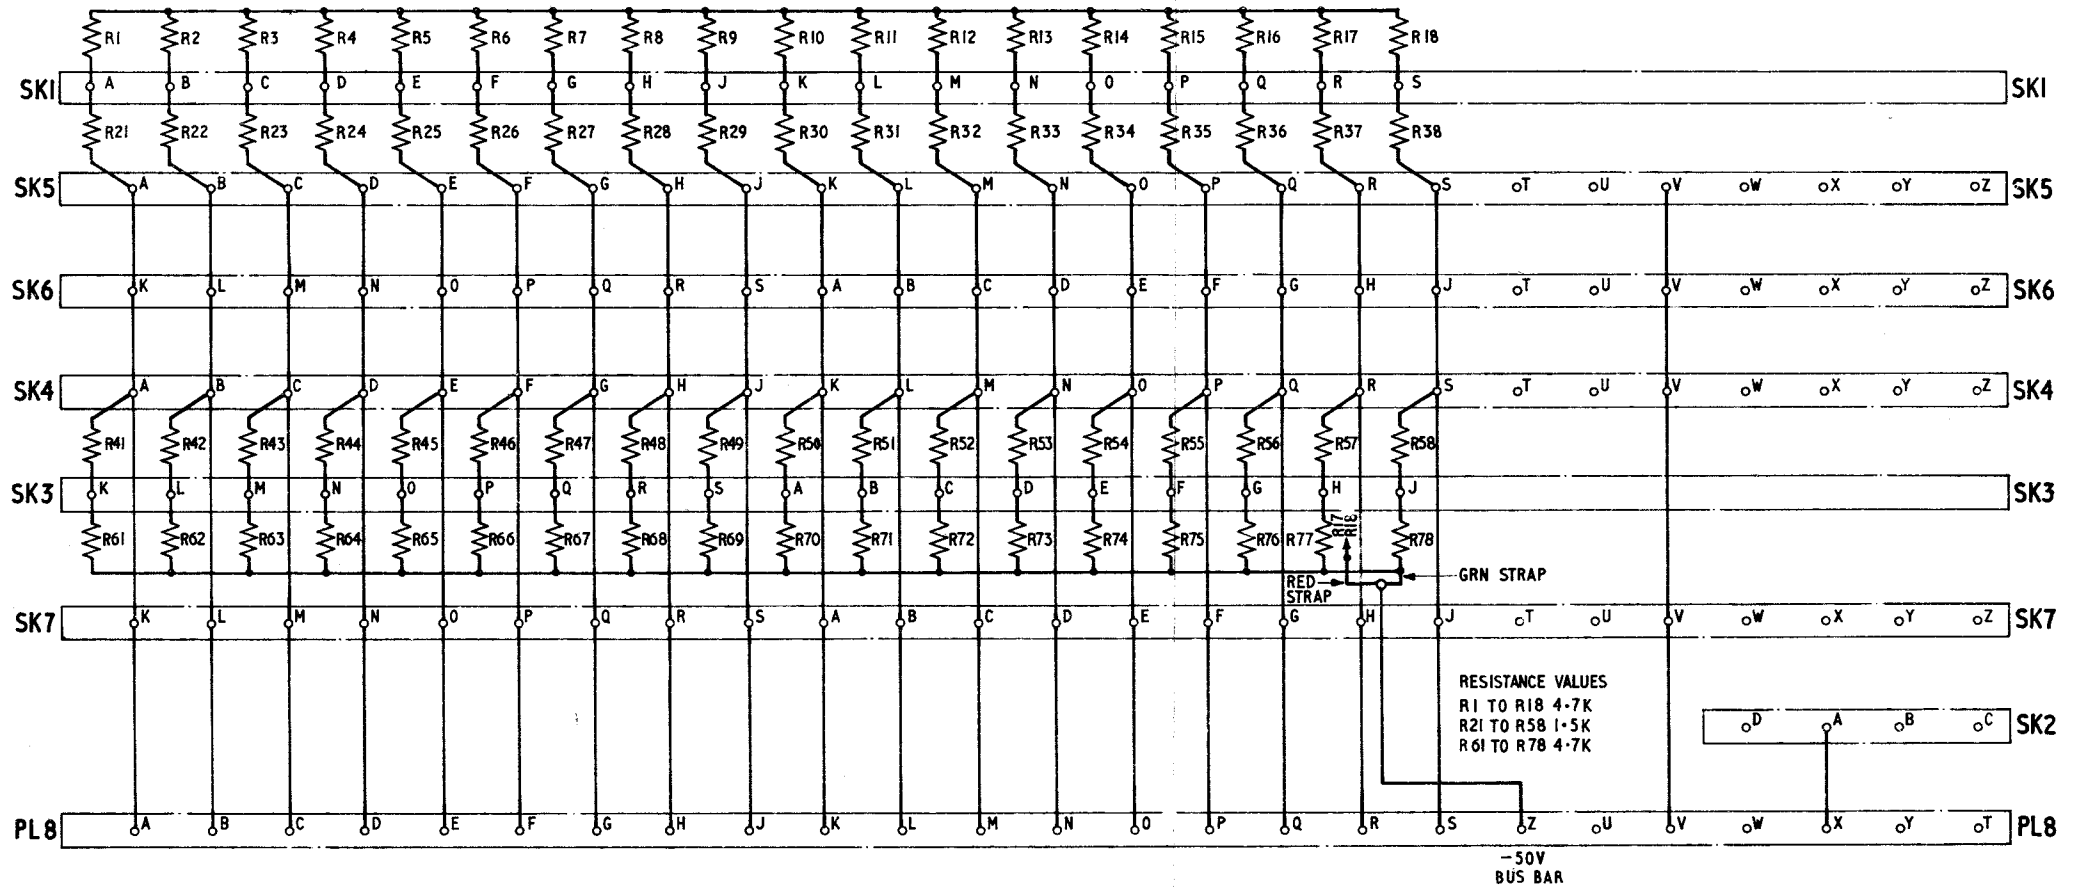 R1 R2 R3 R4 R5 R6 R7 R8 R9 R10 R11 R12 R13 R14 R15 R16 R17 R18
SK1 A B C D E F G H J K L M N O P Q R S SK1
R21 R22 R23 R24 R25 R26 R27 R28 R29 R30 R31 R32 R33 R34 R35 R36 R37 R38
SK5 A B C D E F G H J K L M N O P Q R S T U V W X Y Z SK5
SK6 K L M N O P Q R S A B C D E F G H J T U V W X Y Z SK6
SK4 A B C D E F G H J K L M N O P Q R S T U V W X Y Z SK4
R41 R42 R43 R44 R45 R46 R47 R48 R49 R50 R51 R52 R53 R54 R55 R56 R57 R58
SK3 K L M N O P Q R S A B C D E F G H J SK3
R17
R18
R61 R62 R63 R64 R65 R66 R67 R68 R69 R70 R71 R72 R73 R74 R75 R76 R77 R78
RED
STRAP
GRN STRAP
SK7 K L M N O P Q R S A B C D E F G H J T U V W X Y Z SK7
RESISTANCE VALUES
R1 TO R18 4·7K
R21 TO R58 1·5K
R61 TO R78 4·7K
D A B C SK2
PL8 A B C D E F G H J K L M N O P Q R S Z U V W X Y T PL8
-50V
BUS BAR